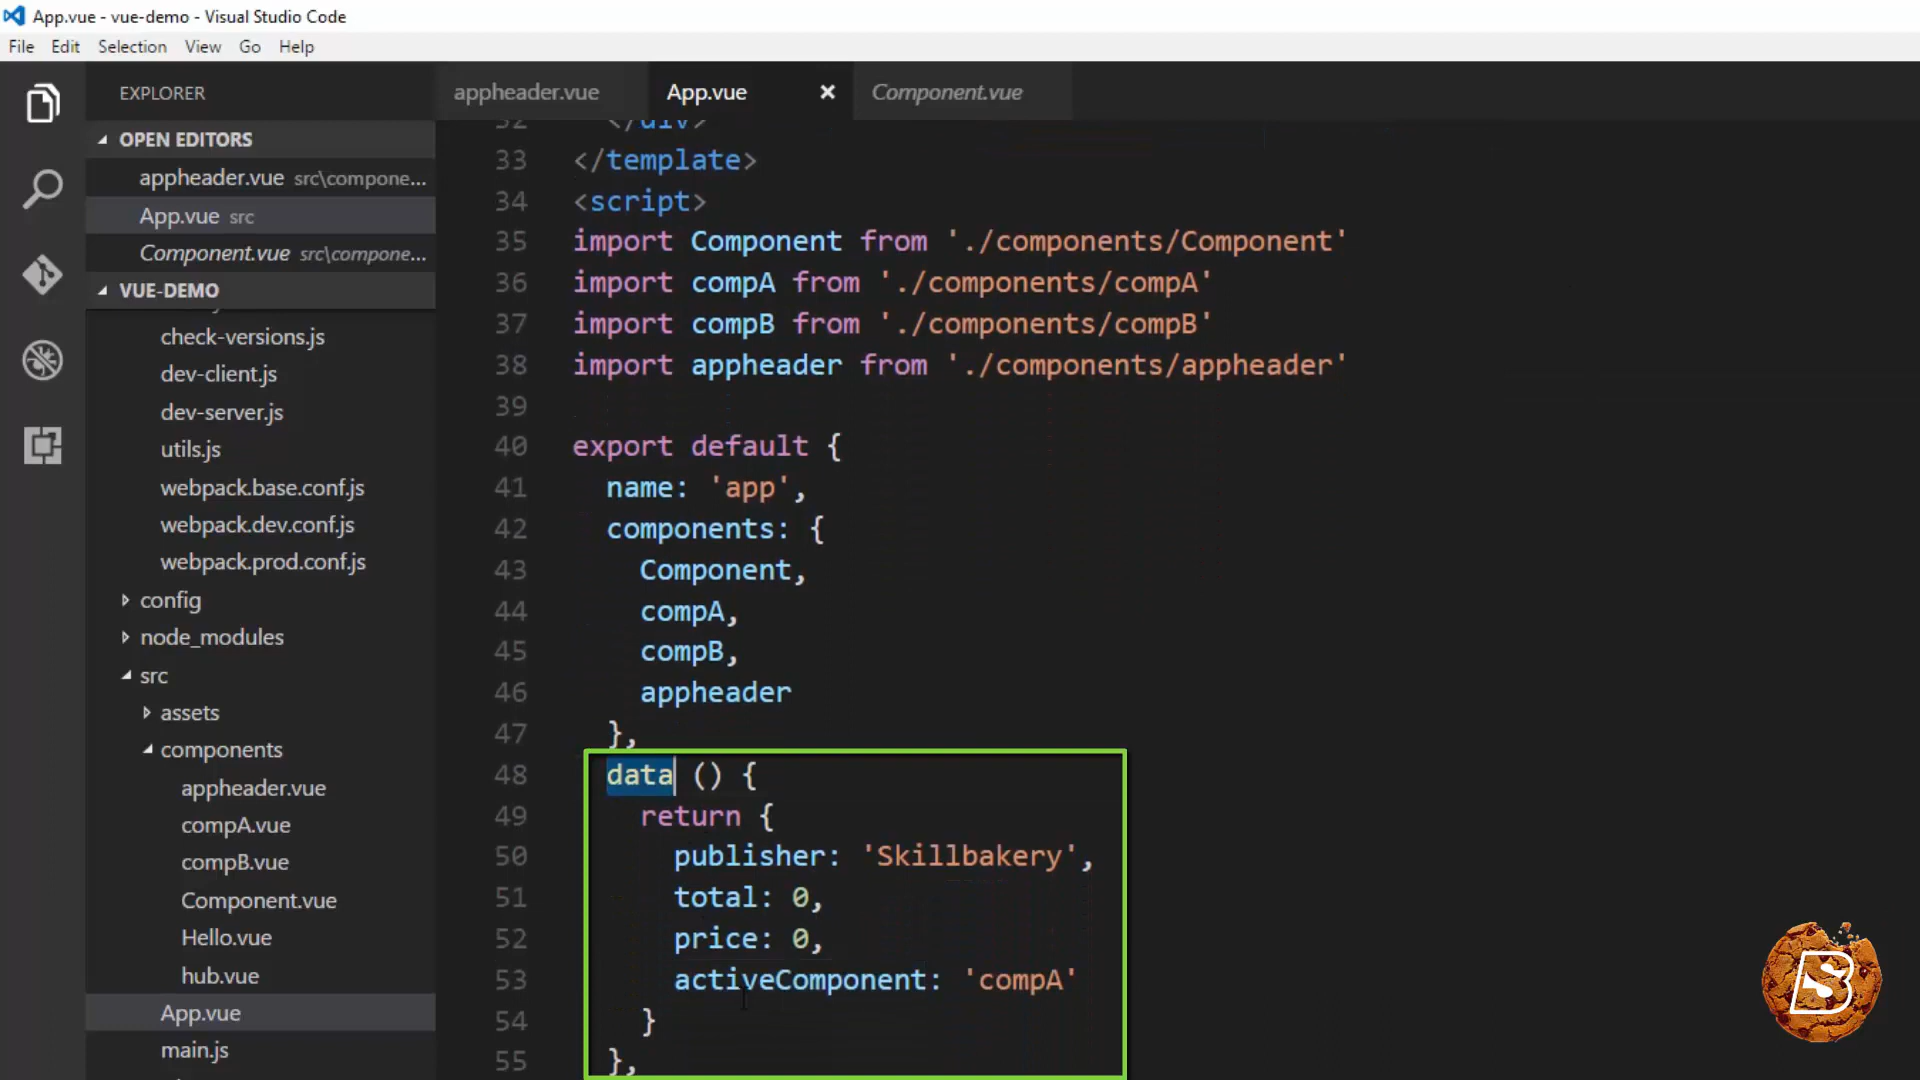 App.vue - vue-demo - Visual Studio Code
File Edit Selection View Go Help
EXPLORER
OPEN EDITORS
appheader.vue src\compone...
App.vue src
Component.vue src\compone...
VUE-DEMO
check-versions.js
dev-client.js
dev-server.js
utils.js
webpack.base.conf.js
webpack.dev.conf.js
webpack.prod.conf.js
config
node_modules
src
assets
components
appheader.vue
compA.vue
compB.vue
Component.vue
Hello.vue
hub.vue
App.vue
main.js
appheader.vue App.vue Component.vue
32 </div>
33 </template>
34 <script>
35 import Component from './components/Component'
36 import compA from './components/compA'
37 import compB from './components/compB'
38 import appheader from './components/appheader'
39
40 export default {
41 name: 'app',
42 components: {
43 Component,
44 compA,
45 compB,
46 appheader
47 },
48 data () {
49 return {
50 publisher: 'Skillbakery',
51 total: 0,
52 price: 0,
53 activeComponent: 'compA'
54 }
55 },